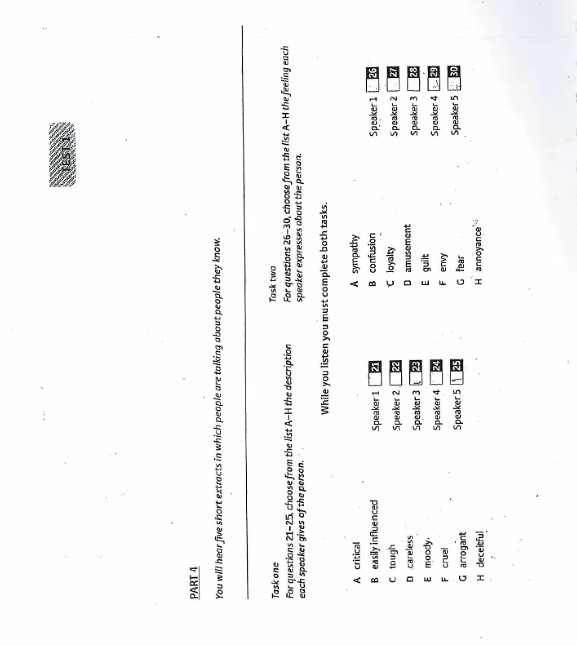 TEST 1
PART 4
You will hear five short extracts in which people are talking about people they know.
Task one
For questions 21–25, choose from the list A–H the description
each speaker gives of the person.
Task two
For questions 26–30, choose from the list A–H the feeling each
speaker expresses about the person.
While you listen you must complete both tasks.
A critical
B easily influenced
C tough
D careless
E moody
F cruel
G arrogant
H deceitful
Speaker 1 21
Speaker 2 22
Speaker 3 23
Speaker 4 24
Speaker 5 25
A sympathy
B confusion
C loyalty
D amusement
E guilt
F envy
G fear
H annoyance
Speaker 1 26
Speaker 2 27
Speaker 3 28
Speaker 4 29
Speaker 5 30